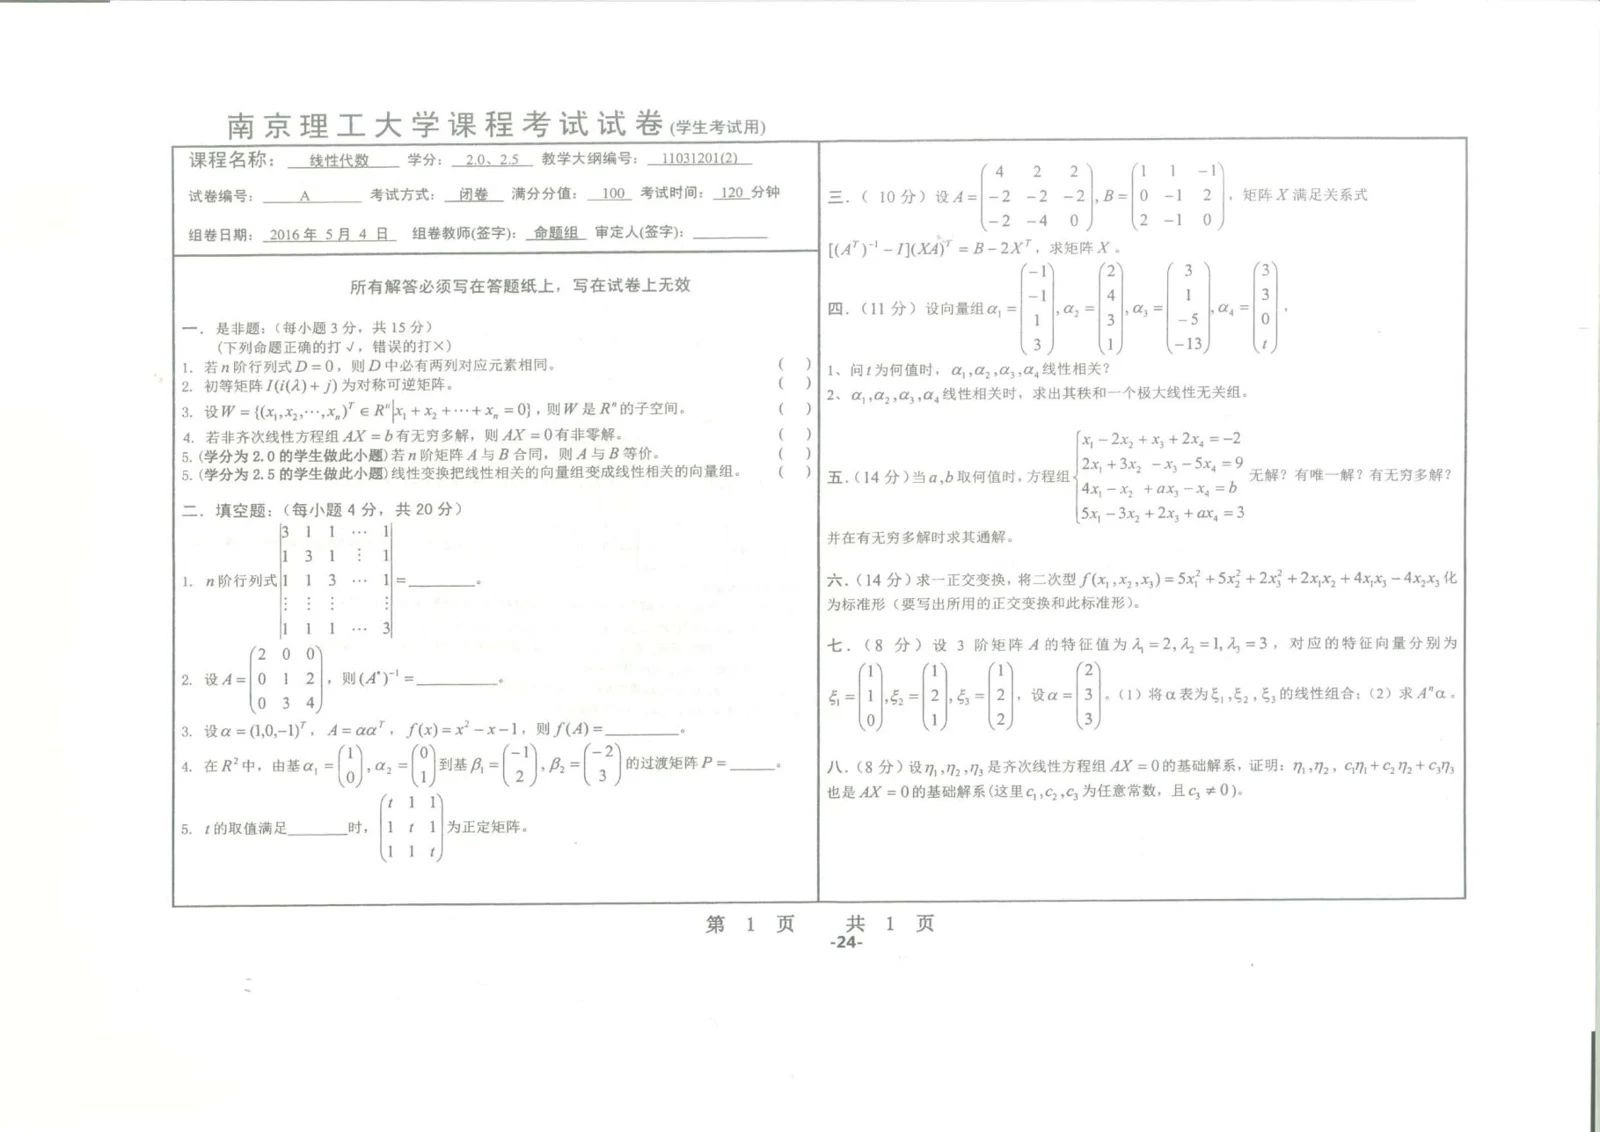 南京理工大学课程考试试卷 (学生考试用)
课程名称: 线性代数 学分: 2.0、2.5 教学大纲编号: 11031201(2)
试卷编号: A 考试方式: 闭卷 满分分值: 100 考试时间: 120 分钟
组卷日期: 2016 年 5 月 4 日 组卷教师(签字): 命题组 审定人(签字):
所有解答必须写在答题纸上，写在试卷上无效
一．是非题:（每小题 3 分，共 15 分）
（下列命题正确的打 √，错误的打×）
1. 若 n 阶行列式 D = 0，则 D 中必有两列对应元素相同。 ( )
2. 初等矩阵 I(i(λ) + j) 为对称可逆矩阵。 ( )
3. 设 W = {(x₁, x₂, ⋯, xₙ)ᵀ ∈ Rⁿ | x₁ + x₂ + ⋯ + xₙ = 0}，则 W 是 Rⁿ 的子空间。 ( )
4. 若非齐次线性方程组 AX = b 有无穷多解，则 AX = 0 有非零解。 ( )
5. (学分为 2.0 的学生做此小题) 若 n 阶矩阵 A 与 B 合同，则 A 与 B 等价。 ( )
5. (学分为 2.5 的学生做此小题) 线性变换把线性相关的向量组变成线性相关的向量组。 ( )
二．填空题:（每小题 4 分，共 20 分）
3 1 1 ⋯ 1
1 3 1 ⋮ 1
1. n 阶行列式 1 1 3 ⋯ 1 = ______。
⋮ ⋮ ⋮ ⋮
1 1 1 ⋯ 3
2 0 0
2. 设 A = 0 1 2，则 (A*)⁻¹ = ______。
0 3 4
3. 设 α = (1,0,−1)ᵀ，A = ααᵀ，f(x) = x² − x − 1，则 f(A) = ______。
4. 在 R² 中，由基 α₁ = (1 0), α₂ = (0 1) 到基 β₁ = (−1 2), β₂ = (−2 3) 的过渡矩阵 P = ______。
t 1 1
5. t 的取值满足______时，1 t 1 为正定矩阵。
1 1 t
4 2 2 1 1 −1
三．( 10 分) 设 A = −2 −2 −2, B = 0 −1 2，矩阵 X 满足关系式
−2 −4 0 2 −1 0
[(Aᵀ)⁻¹ − I](XA)ᵀ = B − 2Xᵀ，求矩阵 X。
−1 2 3 3
−1 4 1 3
四．(11 分) 设向量组 α₁ = , α₂ = , α₃ = , α₄ = ，
1 3 −5 0
3 1 −13 t
1、问 t 为何值时，α₁, α₂, α₃, α₄ 线性相关?
2、α₁, α₂, α₃, α₄ 线性相关时，求出其秩和一个极大线性无关组。
x₁ − 2x₂ + x₃ + 2x₄ = −2
2x₁ + 3x₂ − x₃ − 5x₄ = 9
五．(14 分) 当 a, b 取何值时，方程组 无解？有唯一解？有无穷多解?
4x₁ − x₂ + ax₃ − x₄ = b
5x₁ − 3x₂ + 2x₃ + ax₄ = 3
并在有无穷多解时求其通解。
六．(14 分) 求一正交变换，将二次型 f(x₁, x₂, x₃) = 5x₁² + 5x₂² + 2x₃² + 2x₁x₂ + 4x₁x₃ − 4x₂x₃ 化
为标准形（要写出所用的正交变换和此标准形）。
七．(8 分) 设 3 阶矩阵 A 的特征值为 λ₁ = 2, λ₂ = 1, λ₃ = 3，对应的特征向量分别为
1 1 1 2
ξ₁ = 1, ξ₂ = 2, ξ₃ = 2，设 α = 3。(1) 将 α 表为 ξ₁, ξ₂, ξ₃ 的线性组合；(2) 求 Aⁿα。
0 1 2 3
八．(8 分) 设 η₁, η₂, η₃ 是齐次线性方程组 AX = 0 的基础解系，证明：η₁, η₂，c₁η₁ + c₂η₂ + c₃η₃
也是 AX = 0 的基础解系(这里 c₁, c₂, c₃ 为任意常数，且 c₃ ≠ 0)。
第 1 页 共 1 页
-24-